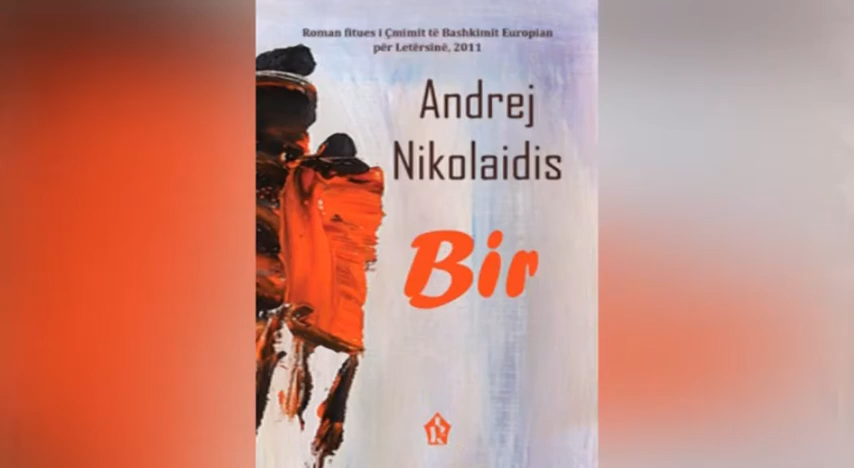 Roman fitues i Çmimit të Bashkimit Europian
për Letërsinë, 2011
Andrej
Nikolaidis
Bir